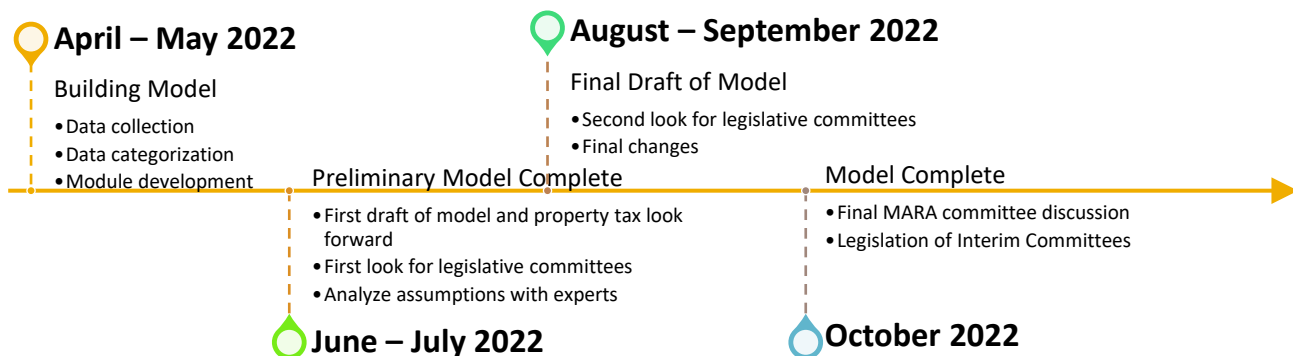 April – May 2022
Building Model
•Data collection
•Data categorization
•Module development
Preliminary Model Complete
•First draft of model and property tax look
forward
•First look for legislative committees
•Analyze assumptions with experts
June – July 2022
August – September 2022
Final Draft of Model
•Second look for legislative committees
•Final changes
Model Complete
•Final MARA committee discussion
•Legislation of Interim Committees
October 2022